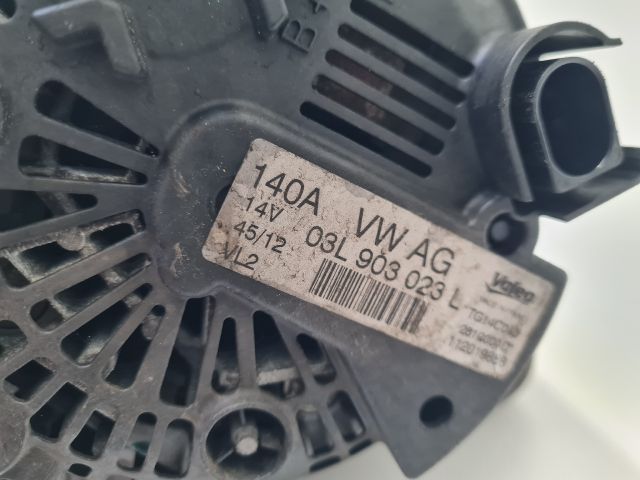 B+
140A VW AG
14V
45/12 03L 903 023 L
VL2
Valeo